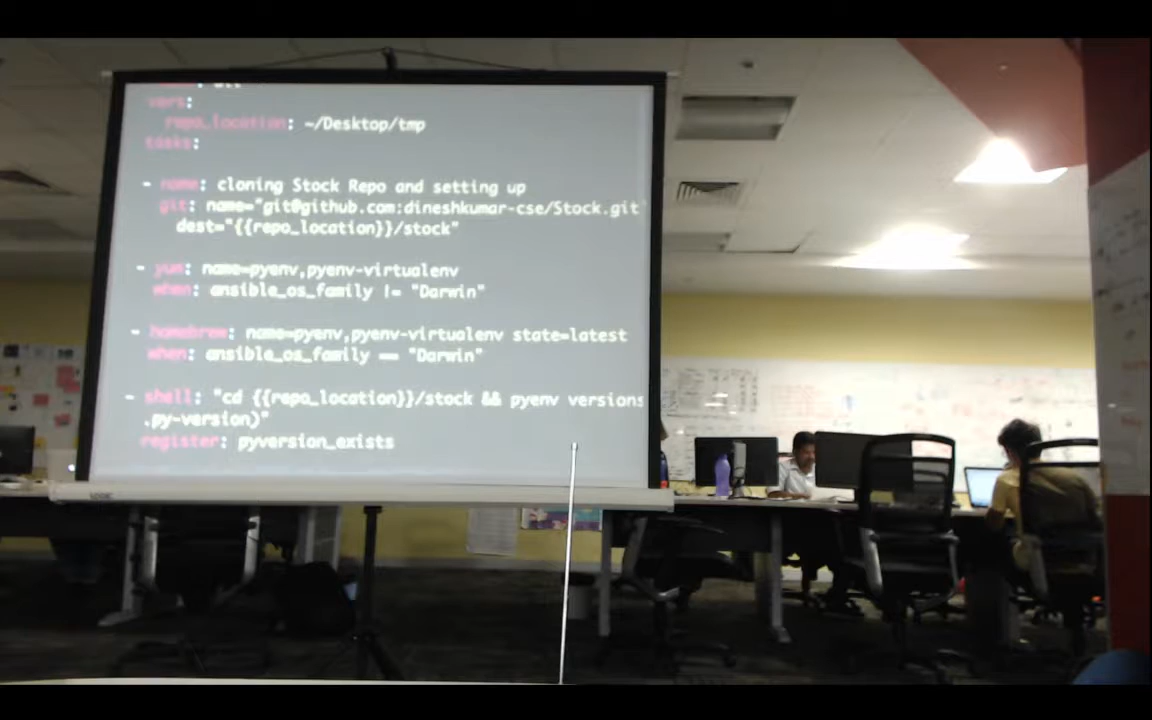 vars:
repo_location: ~/Desktop/tmp
tasks:
- name: cloning Stock Repo and setting up
git: name="git@github.com:dineshkumar-cse/Stock.git"
dest="{{repo_location}}/stock"
- yum: name=pyenv,pyenv-virtualenv
when: ansible_os_family != "Darwin"
- homebrew: name=pyenv,pyenv-virtualenv state=latest
when: ansible_os_family == "Darwin"
- shell: "cd {{repo_location}}/stock && pyenv versions
.py-version)"
register: pyversion_exists